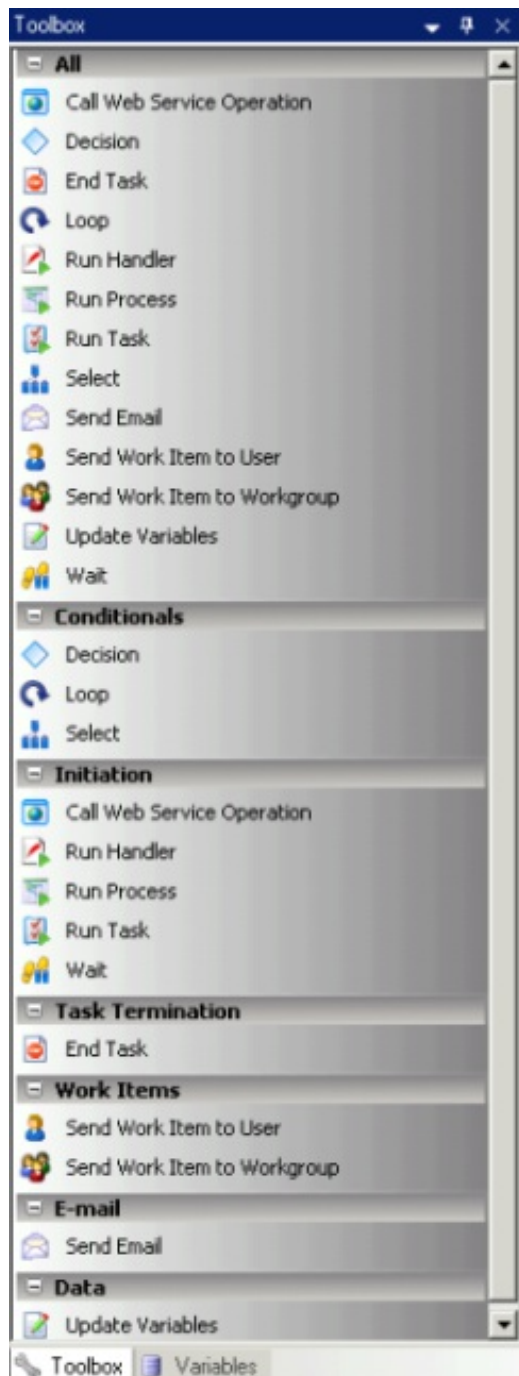 Toolbox
All
Call Web Service Operation
Decision
End Task
Loop
Run Handler
Run Process
Run Task
Select
Send Email
Send Work Item to User
Send Work Item to Workgroup
Update Variables
Wait
Conditionals
Decision
Loop
Select
Initiation
Call Web Service Operation
Run Handler
Run Process
Run Task
Wait
Task Termination
End Task
Work Items
Send Work Item to User
Send Work Item to Workgroup
E-mail
Send Email
Data
Update Variables
Toolbox Variables